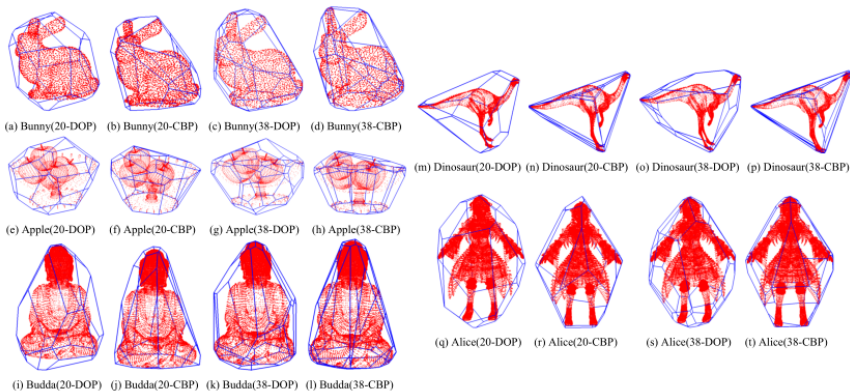 (a) Bunny(20-DOP) (b) Bunny(20-CBP) (c) Bunny(38-DOP) (d) Bunny(38-CBP)
(e) Apple(20-DOP) (f) Apple(20-CBP) (g) Apple(38-DOP) (h) Apple(38-CBP)
(i) Budda(20-DOP) (j) Budda(20-CBP) (k) Budda(38-DOP) (l) Budda(38-CBP)
(m) Dinosaur(20-DOP) (n) Dinosaur(20-CBP) (o) Dinosaur(38-DOP) (p) Dinosaur(38-CBP)
(q) Alice(20-DOP) (r) Alice(20-CBP) (s) Alice(38-DOP) (t) Alice(38-CBP)